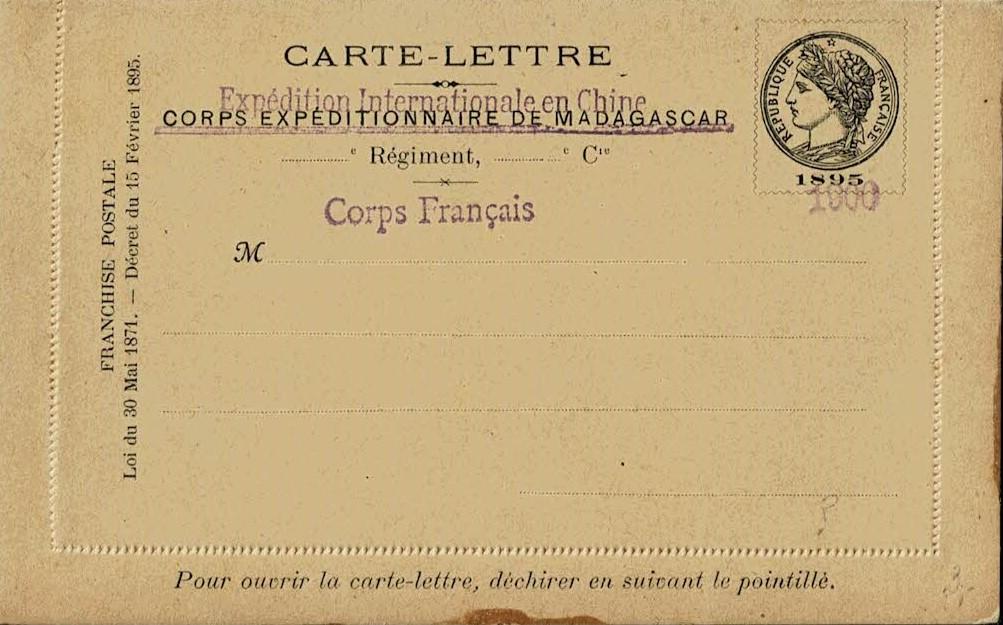 CARTE-LETTRE
Expédition Internationale en Chine
CORPS EXPÉDITIONNAIRE DE MADAGASCAR
e Régiment, e Cie
Corps Français
M
RÉPUBLIQUE FRANÇAISE
1895
1900
FRANCHISE POSTALE
Loi du 30 Mai 1871. — Décret du 15 Février 1895.
Pour ouvrir la carte-lettre, déchirer en suivant le pointillé.